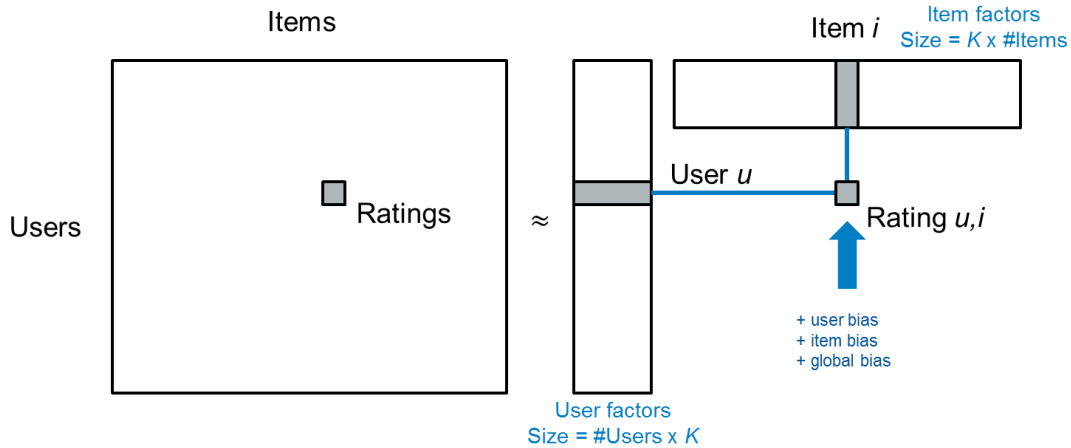 Items
Item i
Item factors
Size = K x #Items
Users
Ratings
≈
User u
Rating u,i
+ user bias
+ item bias
+ global bias
User factors
Size = #Users x K